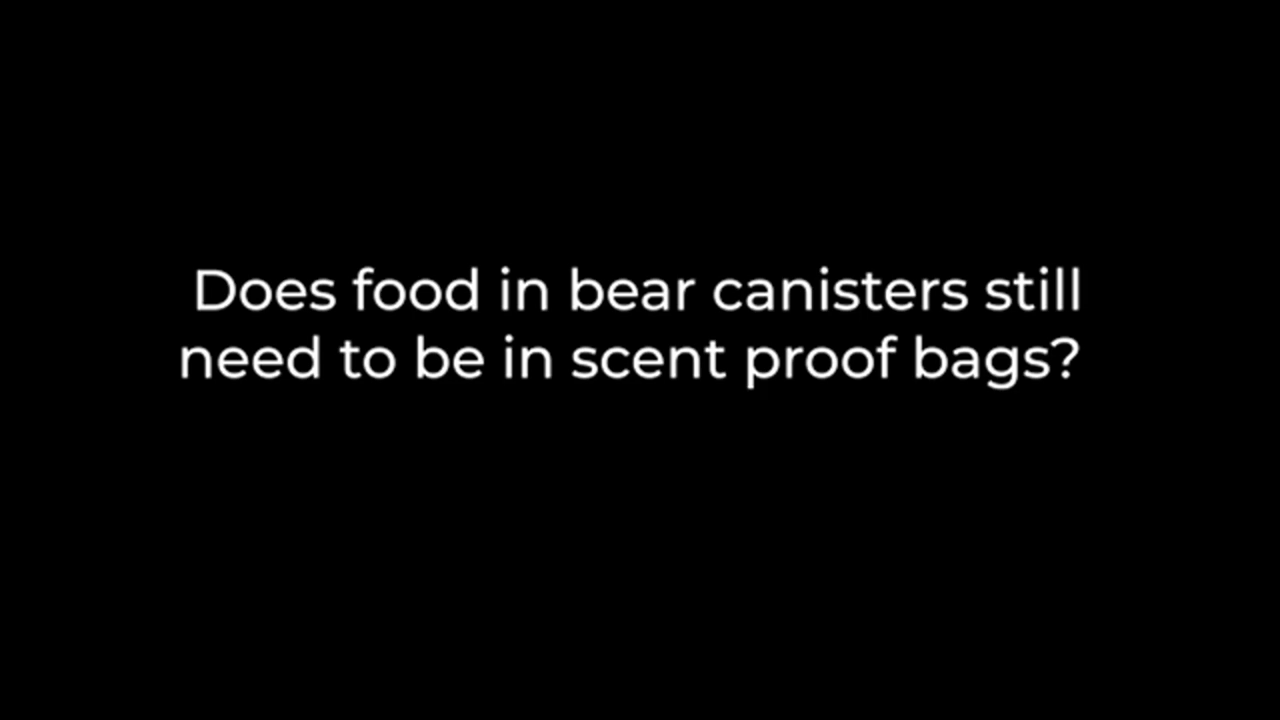 Does food in bear canisters still
need to be in scent proof bags?